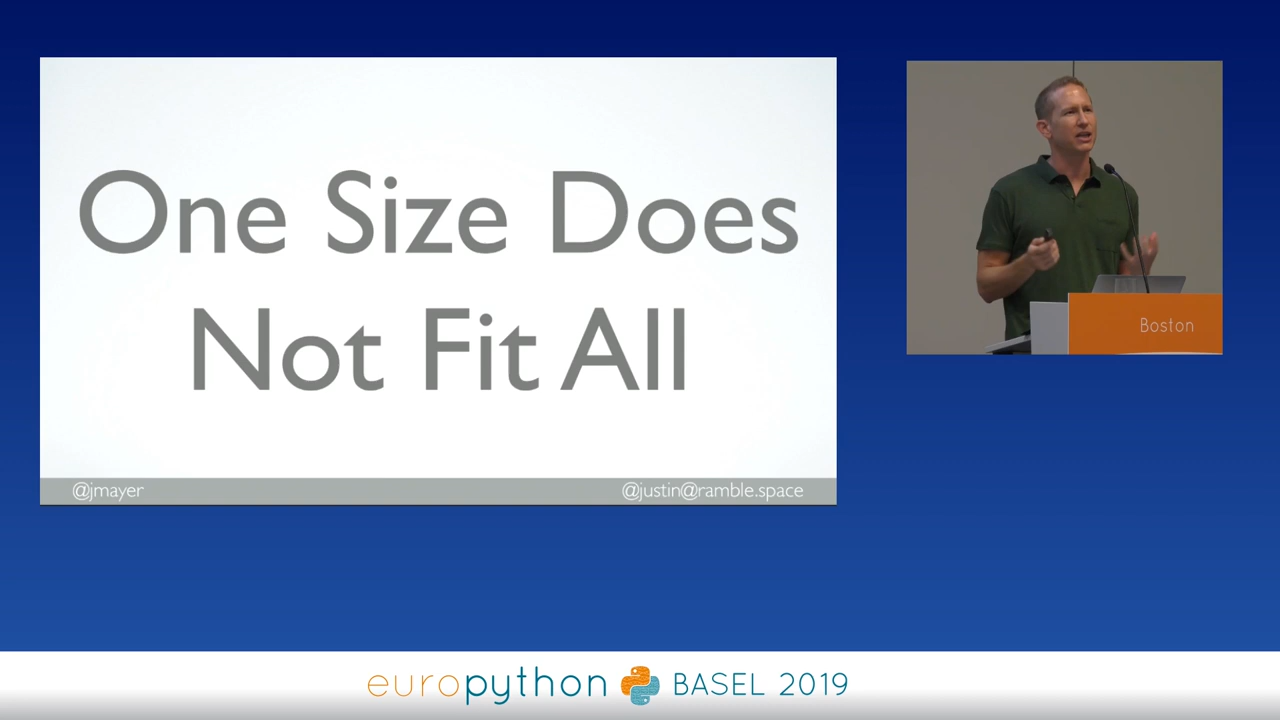 One Size Does
Not Fit All
@jmayer
@justin@ramble.space
Boston
europython BASEL 2019